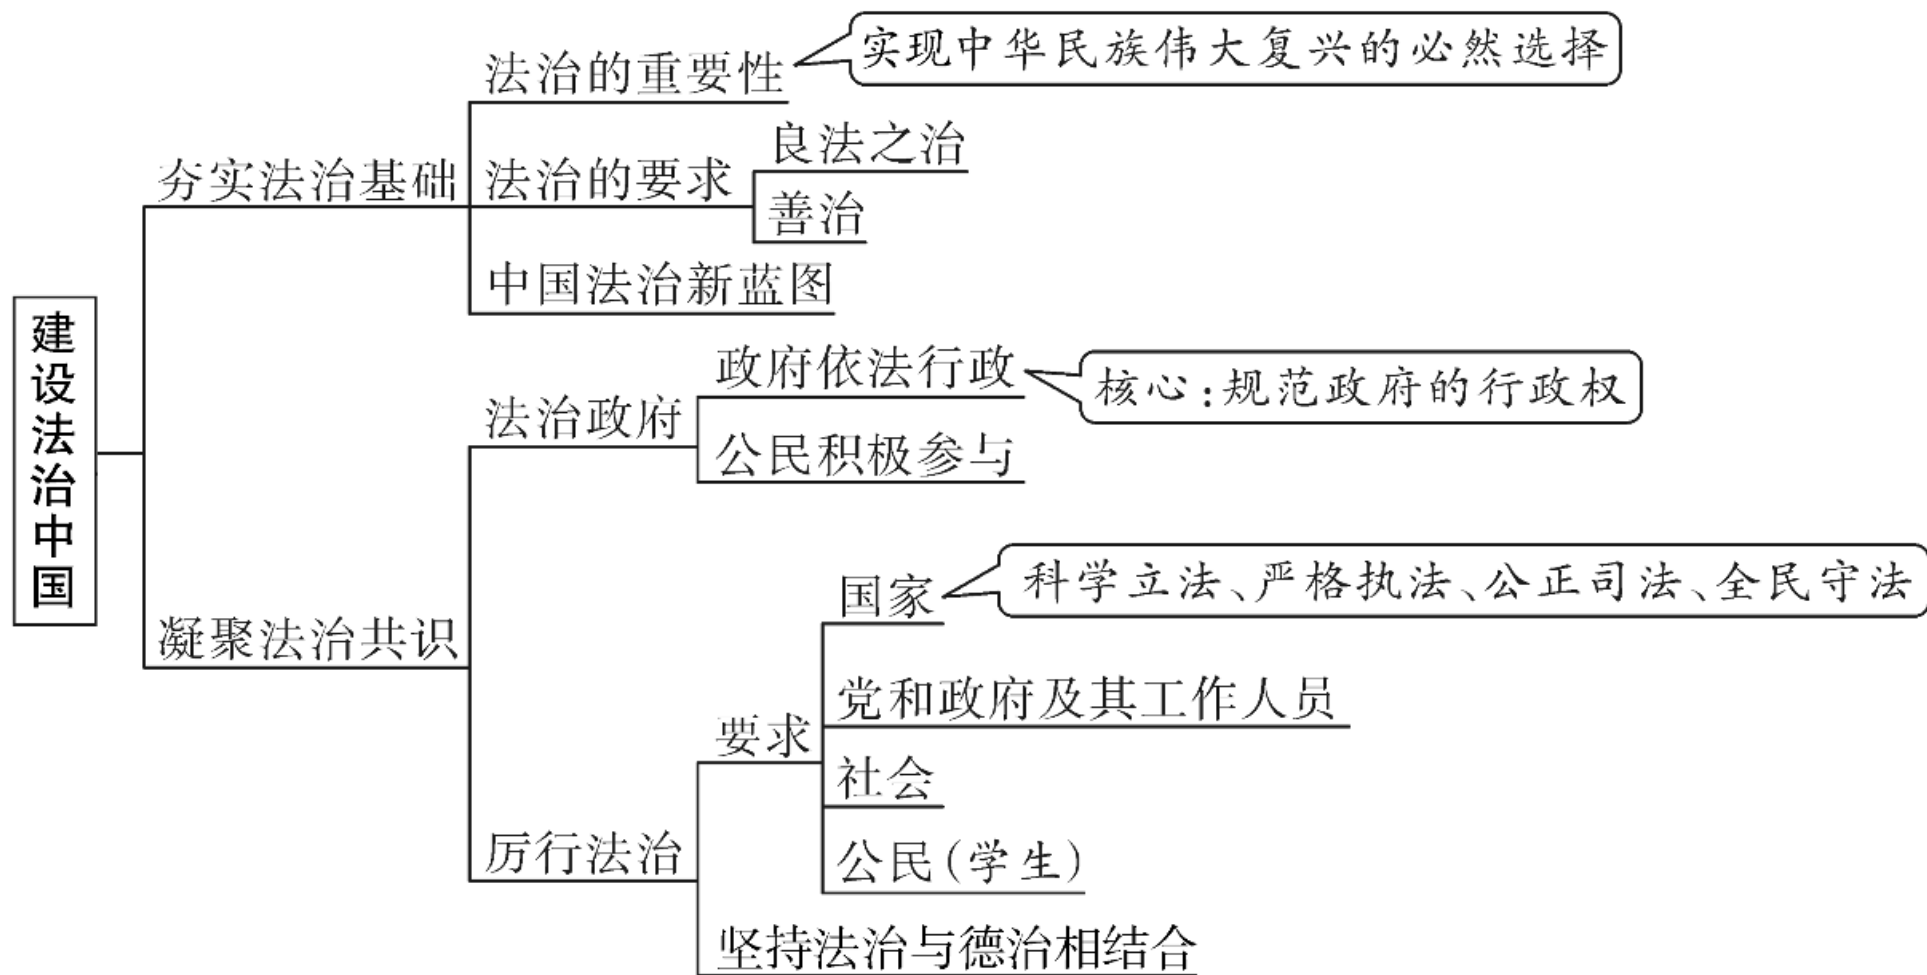 建设法治中国
夯实法治基础
法治的重要性
实现中华民族伟大复兴的必然选择
法治的要求
良法之治
善治
中国法治新蓝图
凝聚法治共识
法治政府
政府依法行政
核心:规范政府的行政权
公民积极参与
厉行法治
要求
国家
科学立法、严格执法、公正司法、全民守法
党和政府及其工作人员
社会
公民(学生)
坚持法治与德治相结合